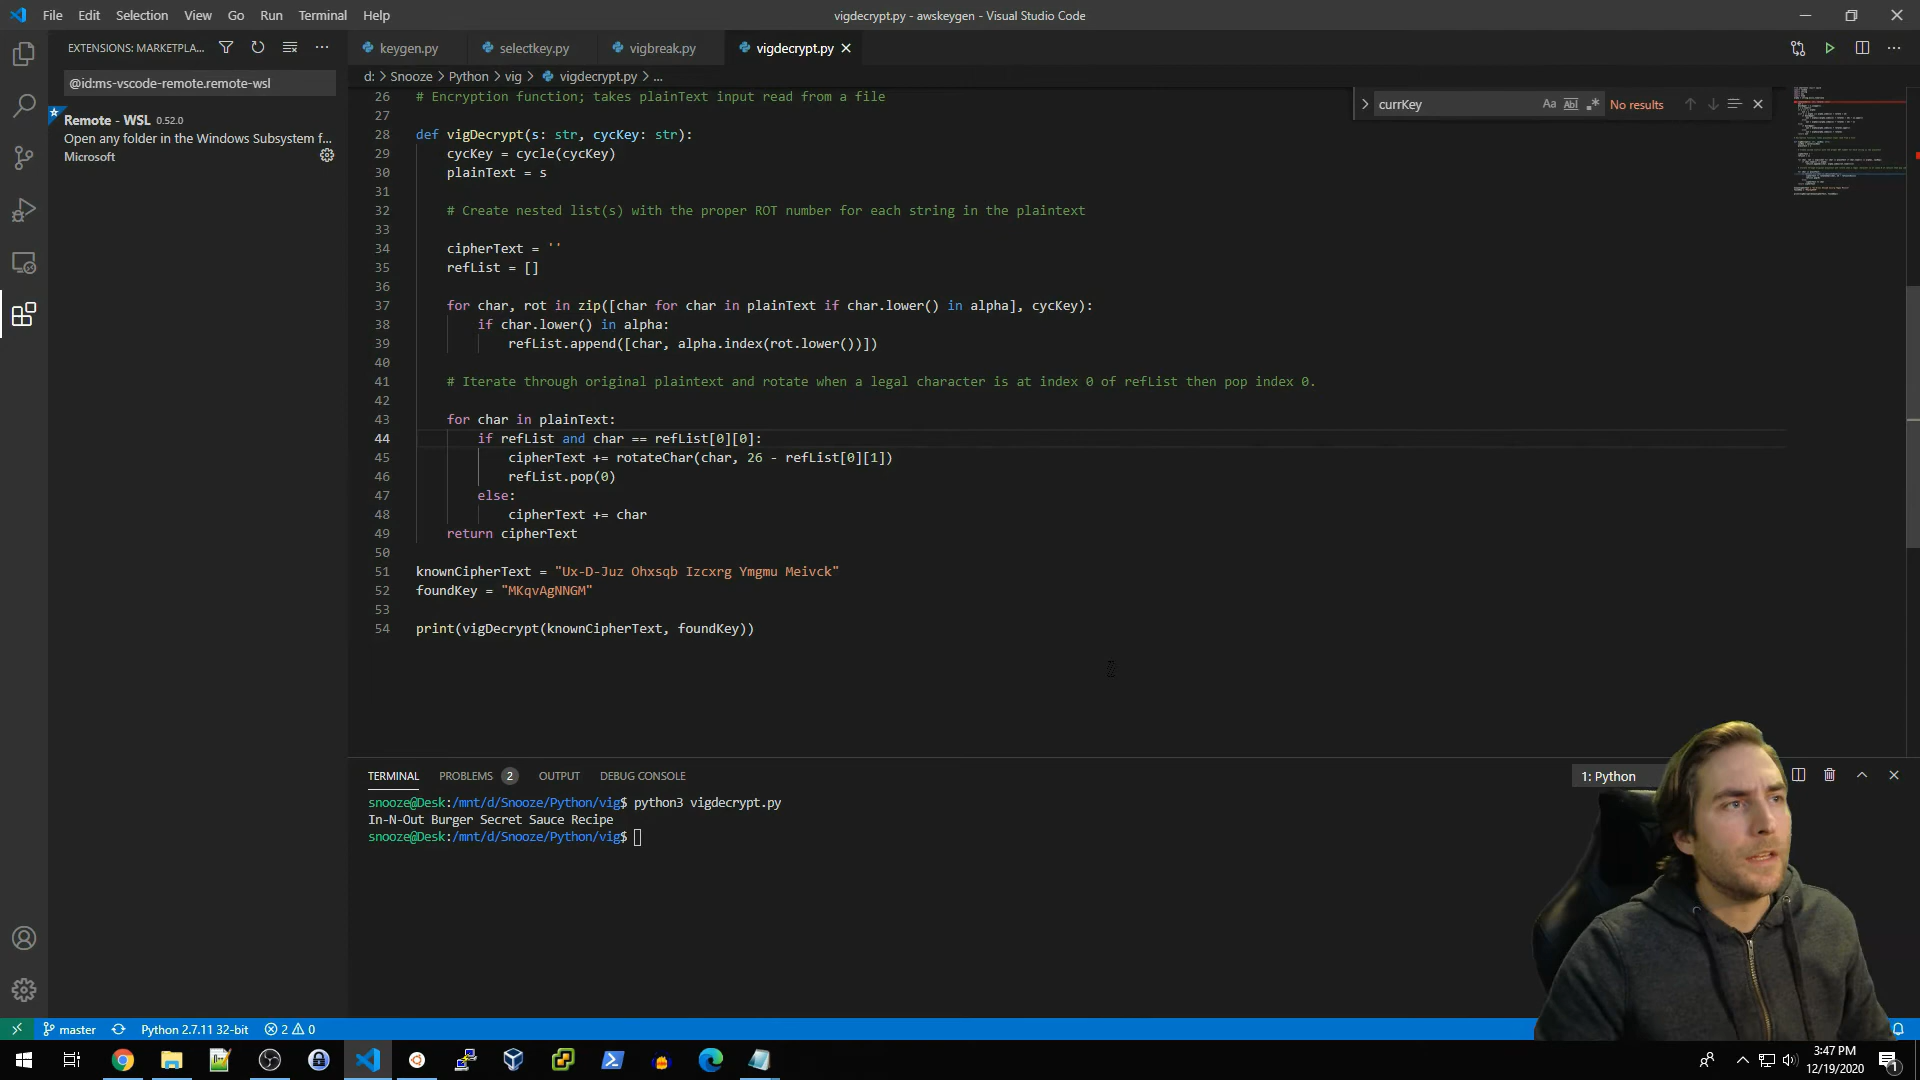 File Edit Selection View Go Run Terminal Help
vigdecrypt.py - awskeygen - Visual Studio Code
EXTENSIONS: MARKETPLA...
@id:ms-vscode-remote.remote-wsl
Remote - WSL 0.52.0
Open any folder in the Windows Subsystem f...
Microsoft
keygen.py selectkey.py vigbreak.py vigdecrypt.py
d: > Snooze > Python > vig > vigdecrypt.py > ...
currKey Aa Abl .* No results
26 # Encryption function; takes plainText input read from a file
27
28 def vigDecrypt(s: str, cycKey: str):
29 cycKey = cycle(cycKey)
30 plainText = s
31
32 # Create nested list(s) with the proper ROT number for each string in the plaintext
33
34 cipherText = ''
35 refList = []
36
37 for char, rot in zip([char for char in plainText if char.lower() in alpha], cycKey):
38 if char.lower() in alpha:
39 refList.append([char, alpha.index(rot.lower())])
40
41 # Iterate through original plaintext and rotate when a legal character is at index 0 of refList then pop index 0.
42
43 for char in plainText:
44 if refList and char == refList[0][0]:
45 cipherText += rotateChar(char, 26 - refList[0][1])
46 refList.pop(0)
47 else:
48 cipherText += char
49 return cipherText
50
51 knownCipherText = "Ux-D-Juz Ohxsqb Izcxrg Ymgmu Meivck"
52 foundKey = "MKqvAgNNGM"
53
54 print(vigDecrypt(knownCipherText, foundKey))
TERMINAL PROBLEMS 2 OUTPUT DEBUG CONSOLE
1: Python
snooze@Desk:/mnt/d/Snooze/Python/vig$ python3 vigdecrypt.py
In-N-Out Burger Secret Sauce Recipe
snooze@Desk:/mnt/d/Snooze/Python/vig$
master Python 2.7.11 32-bit 2 0
3:47 PM
12/19/2020
1